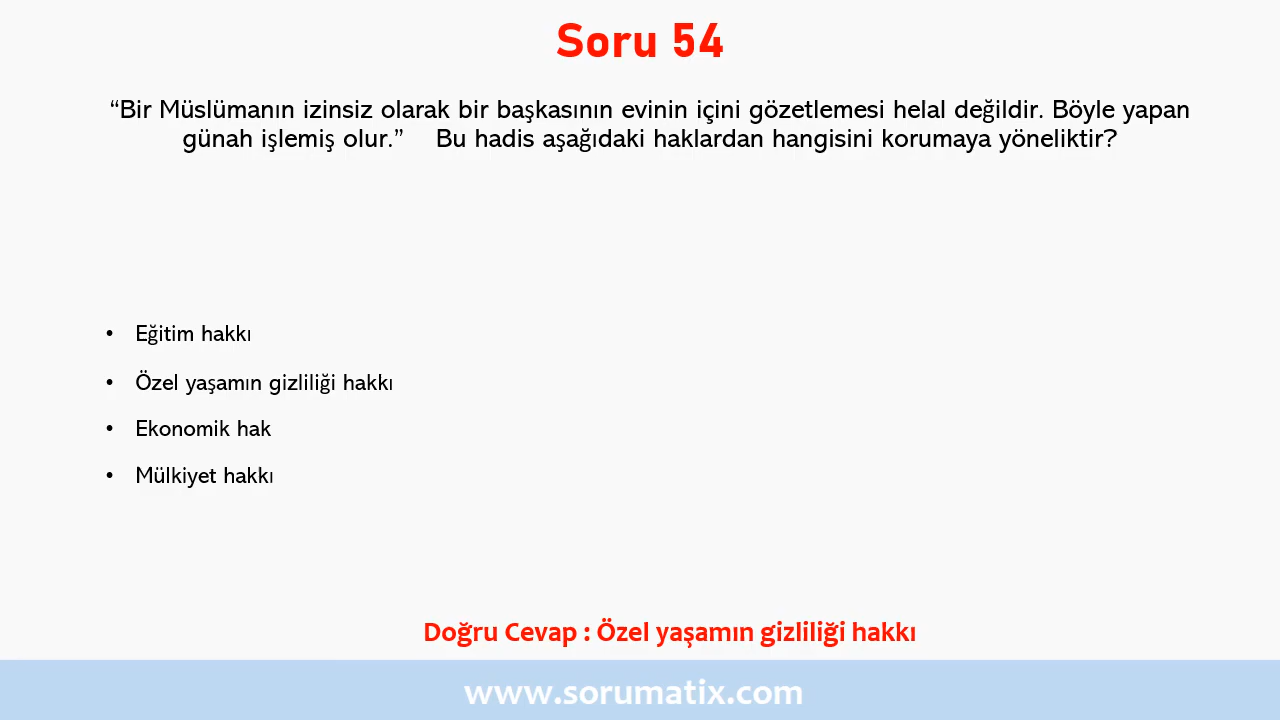 Soru 54
“Bir Müslümanın izinsiz olarak bir başkasının evinin içini gözetlemesi helal değildir. Böyle yapan
günah işlemiş olur.” Bu hadis aşağıdaki haklardan hangisini korumaya yöneliktir?
• Eğitim hakkı
• Özel yaşamın gizliliği hakkı
• Ekonomik hak
• Mülkiyet hakkı
Doğru Cevap : Özel yaşamın gizliliği hakkı
www.sorumatix.com